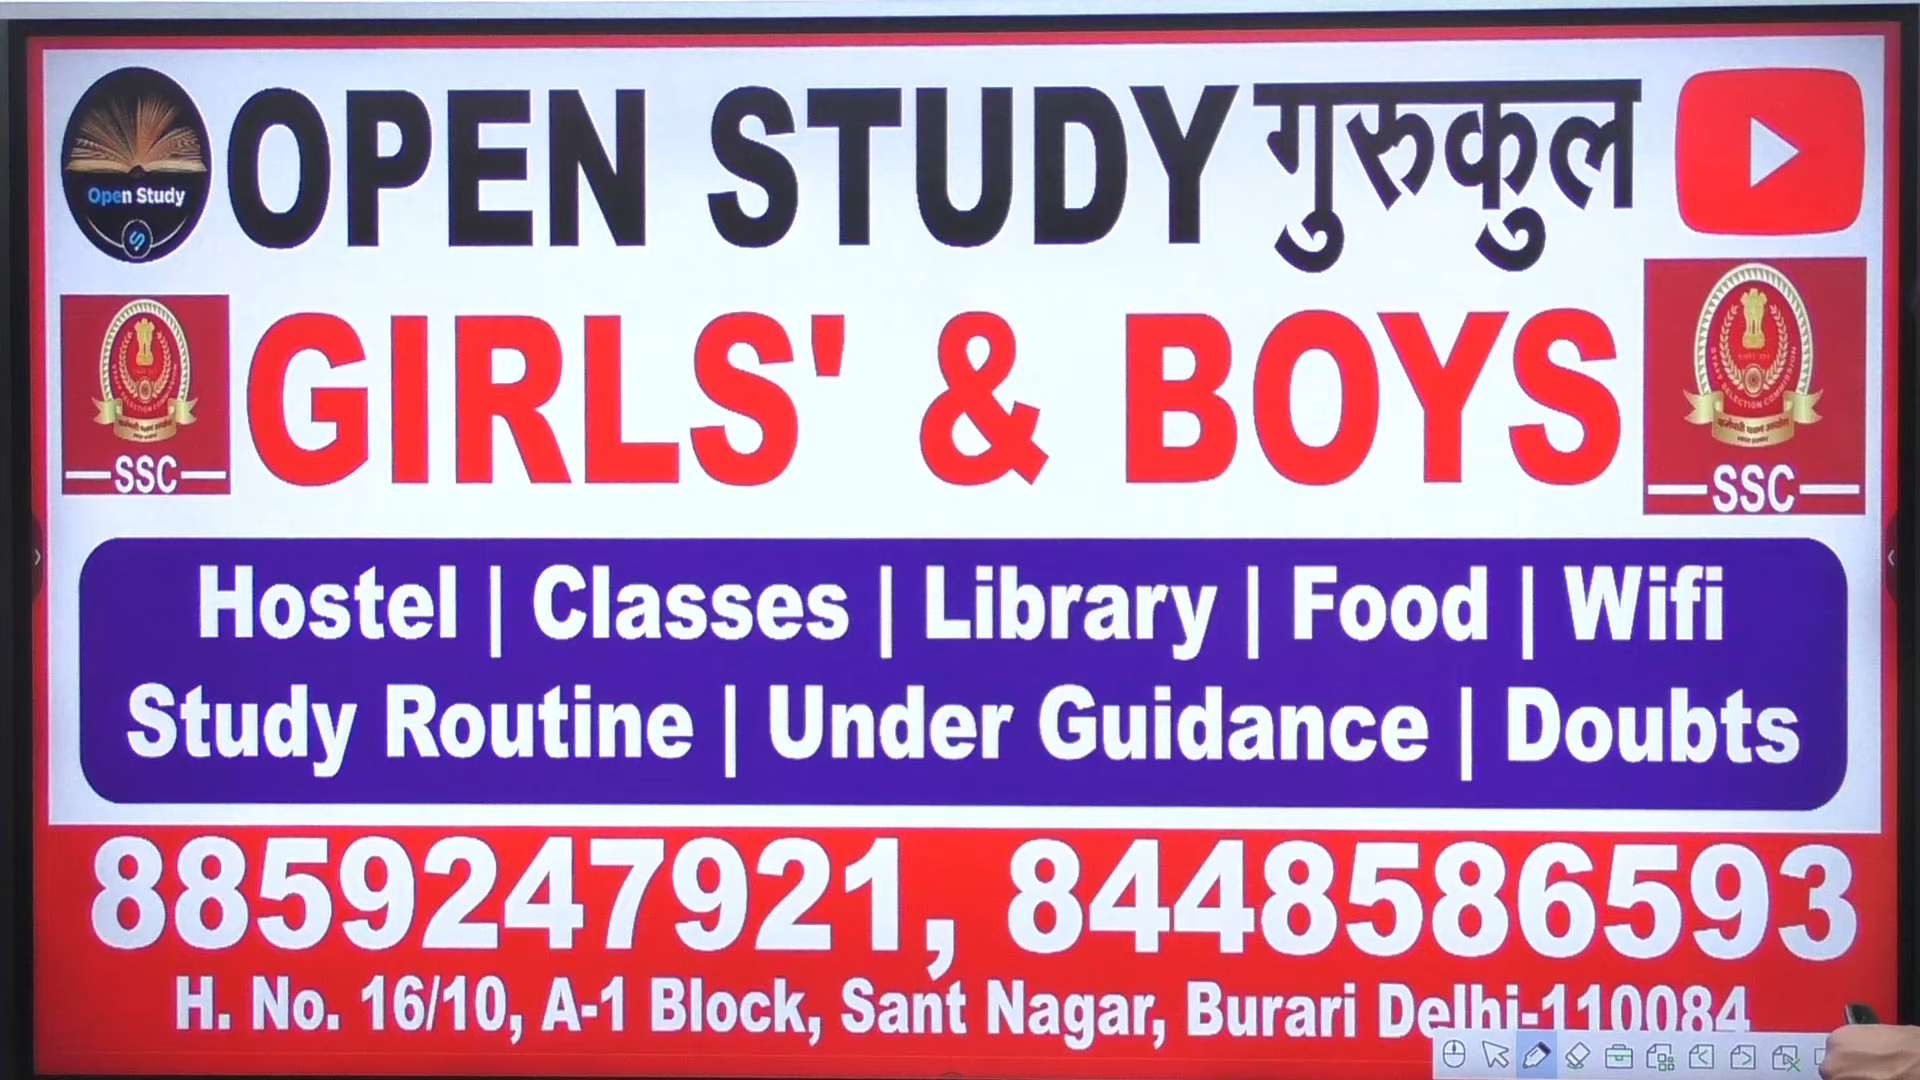 OPEN STUDY गुरुकुल
Open Study
GIRLS' & BOYS
SSC
SSC
Hostel | Classes | Library | Food | Wifi
Study Routine | Under Guidance | Doubts
8859247921, 8448586593
H. No. 16/10, A-1 Block, Sant Nagar, Burari Delhi-110084